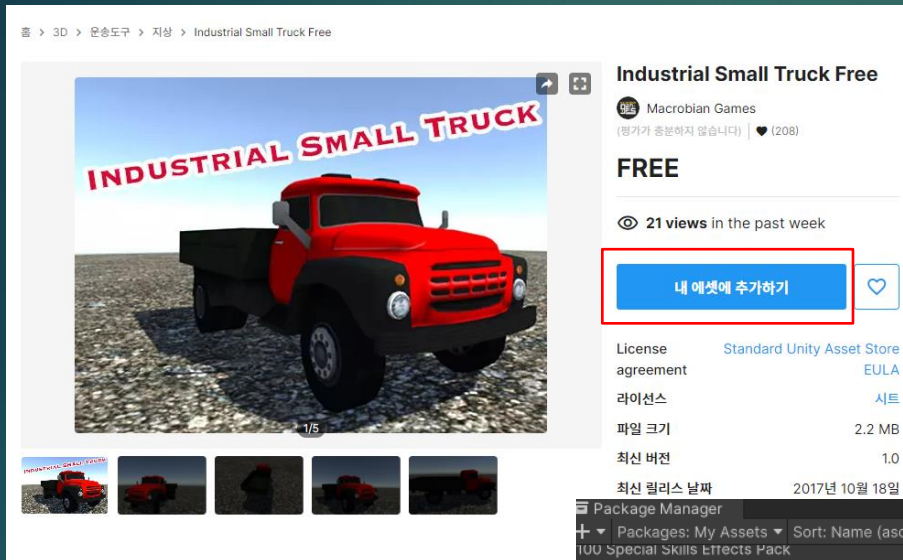 홈 > 3D > 운송도구 > 지상 > Industrial Small Truck Free
INDUSTRIAL SMALL TRUCK
1/5
INDUSTRIAL SMALL TRUCK
Industrial Small Truck Free
Macrobian Games
(평가가 충분하지 않습니다) (208)
FREE
21 views in the past week
내 에셋에 추가하기
License agreement
Standard Unity Asset Store EULA
라이선스 시트
파일 크기 2.2 MB
최신 버전 1.0
최신 릴리스 날짜 2017년 10월 18일
Package Manager
+ Packages: My Assets Sort: Name (asc
100 Special Skills Effects Pack